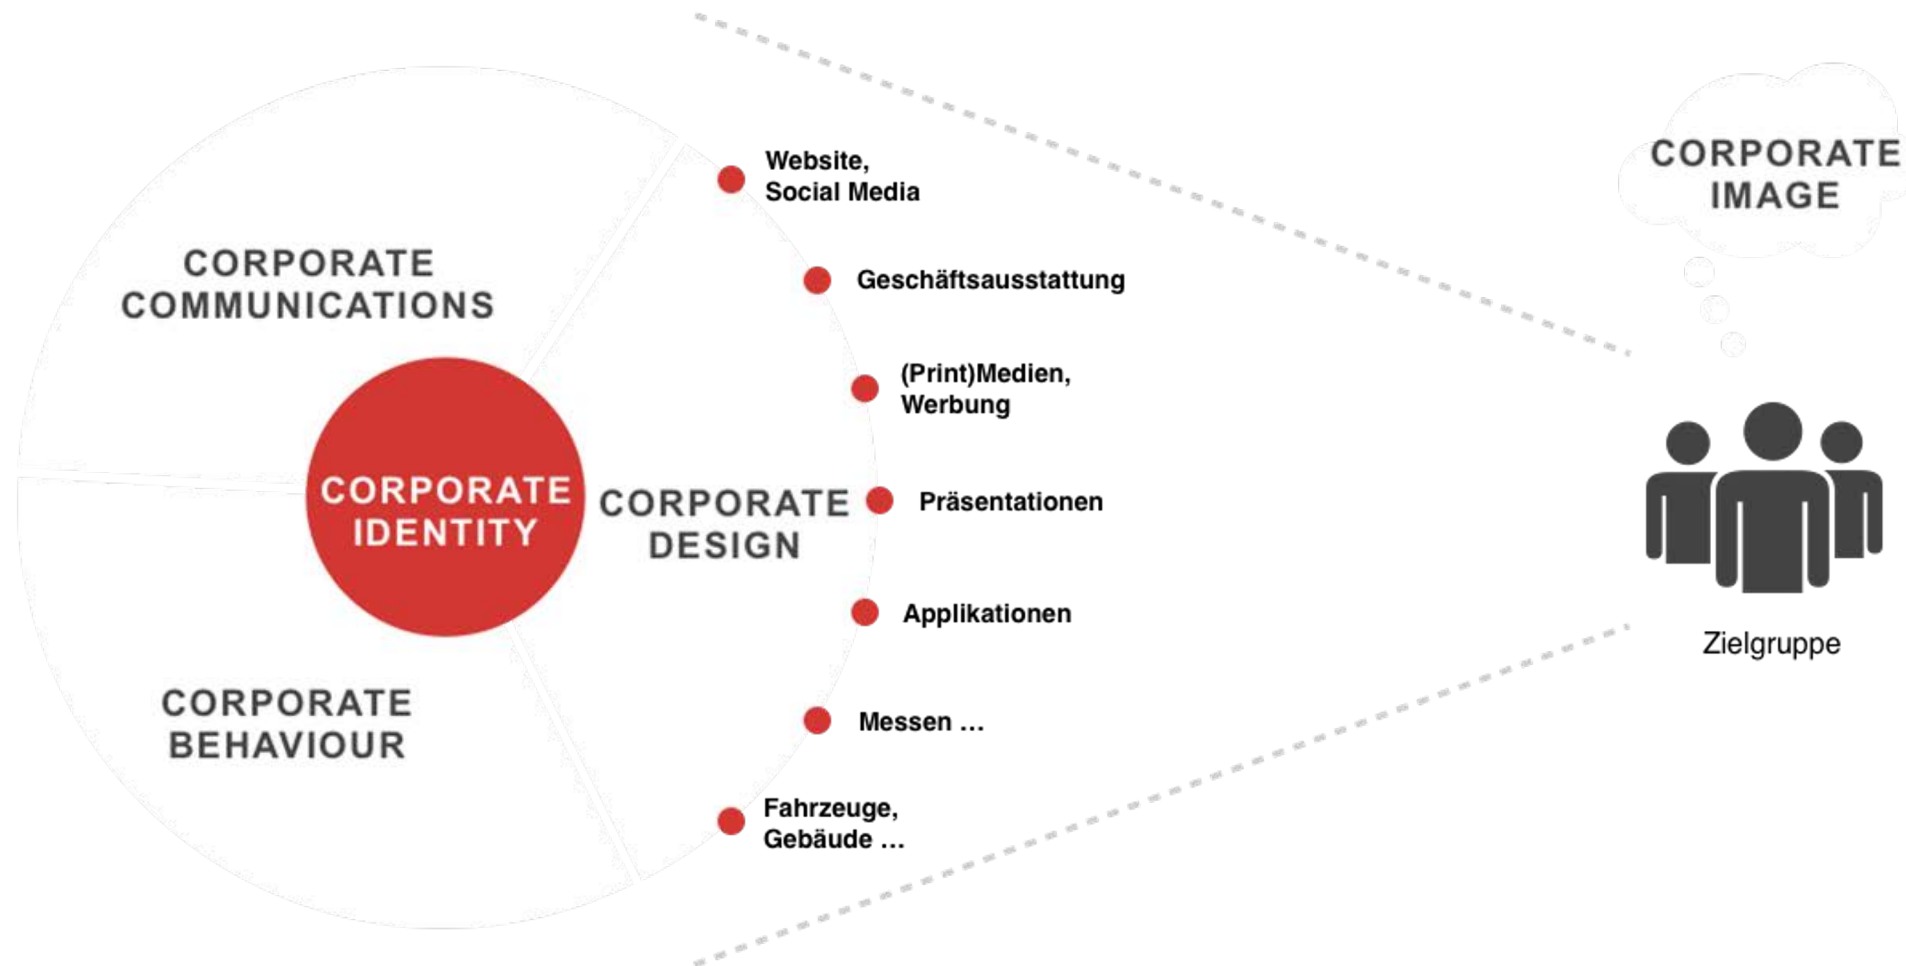 CORPORATE
COMMUNICATIONS
CORPORATE
IDENTITY
CORPORATE
BEHAVIOUR
CORPORATE
DESIGN
Website,
Social Media
Geschäftsausstattung
(Print)Medien,
Werbung
Präsentationen
Applikationen
Messen ...
Fahrzeuge,
Gebäude ...
CORPORATE
IMAGE
Zielgruppe